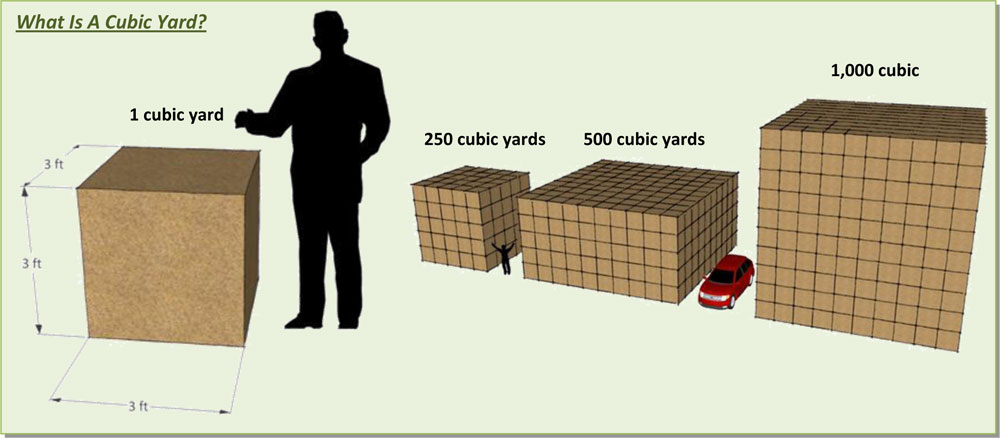 What Is A Cubic Yard?
1 cubic yard
3 ft
3 ft
3 ft
250 cubic yards
500 cubic yards
1,000 cubic